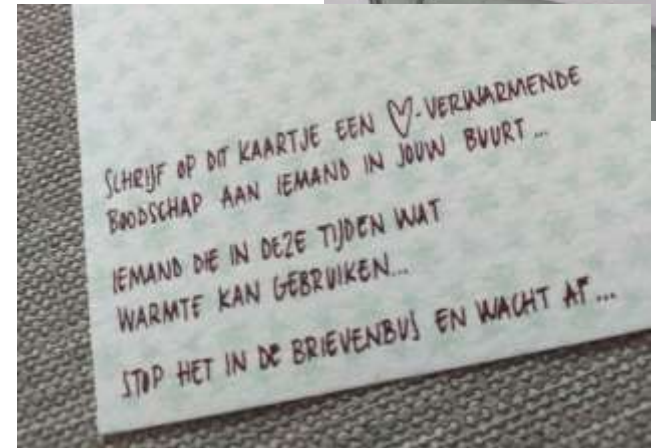 SCHRIJF OP DIT KAARTJE EEN ♡-VERWARMENDE
BOODSCHAP AAN IEMAND IN JOUW BUURT...
IEMAND DIE IN DEZE TIJDEN WAT
WARMTE KAN GEBRUIKEN...
STOP HET IN DE BRIEVENBUS EN WACHT AF...